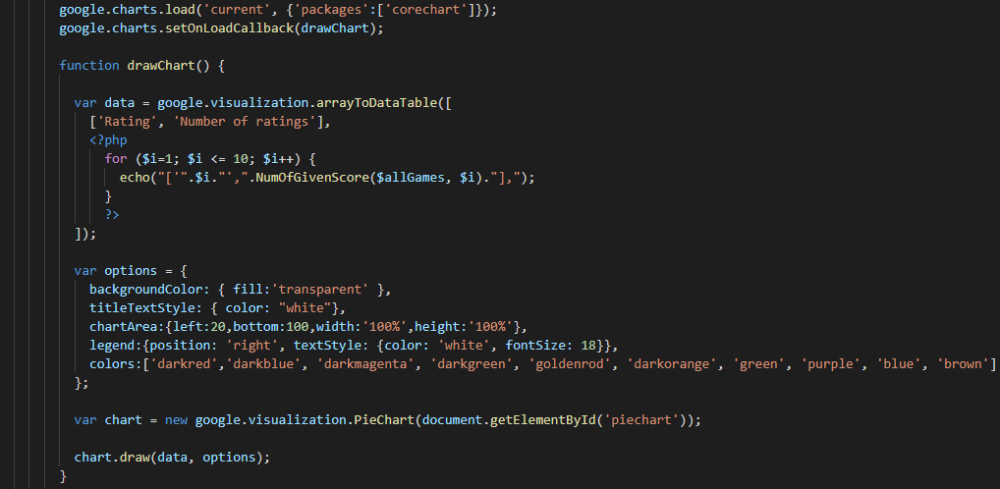 google.charts.load('current', {'packages':['corechart']});
google.charts.setOnLoadCallback(drawChart);
function drawChart() {
var data = google.visualization.arrayToDataTable([
['Rating', 'Number of ratings'],
<?php
for ($i=1; $i <= 10; $i++) {
echo("['".$i."',".NumOfGivenScore($allGames, $i)."],");
}
?>
]);
var options = {
backgroundColor: { fill:'transparent' },
titleTextStyle: { color: "white"},
chartArea:{left:20,bottom:100,width:'100%',height:'100%'},
legend:{position: 'right', textStyle: {color: 'white', fontSize: 18}},
colors:['darkred','darkblue', 'darkmagenta', 'darkgreen', 'goldenrod', 'darkorange', 'green', 'purple', 'blue', 'brown']
};
var chart = new google.visualization.PieChart(document.getElementById('piechart'));
chart.draw(data, options);
}